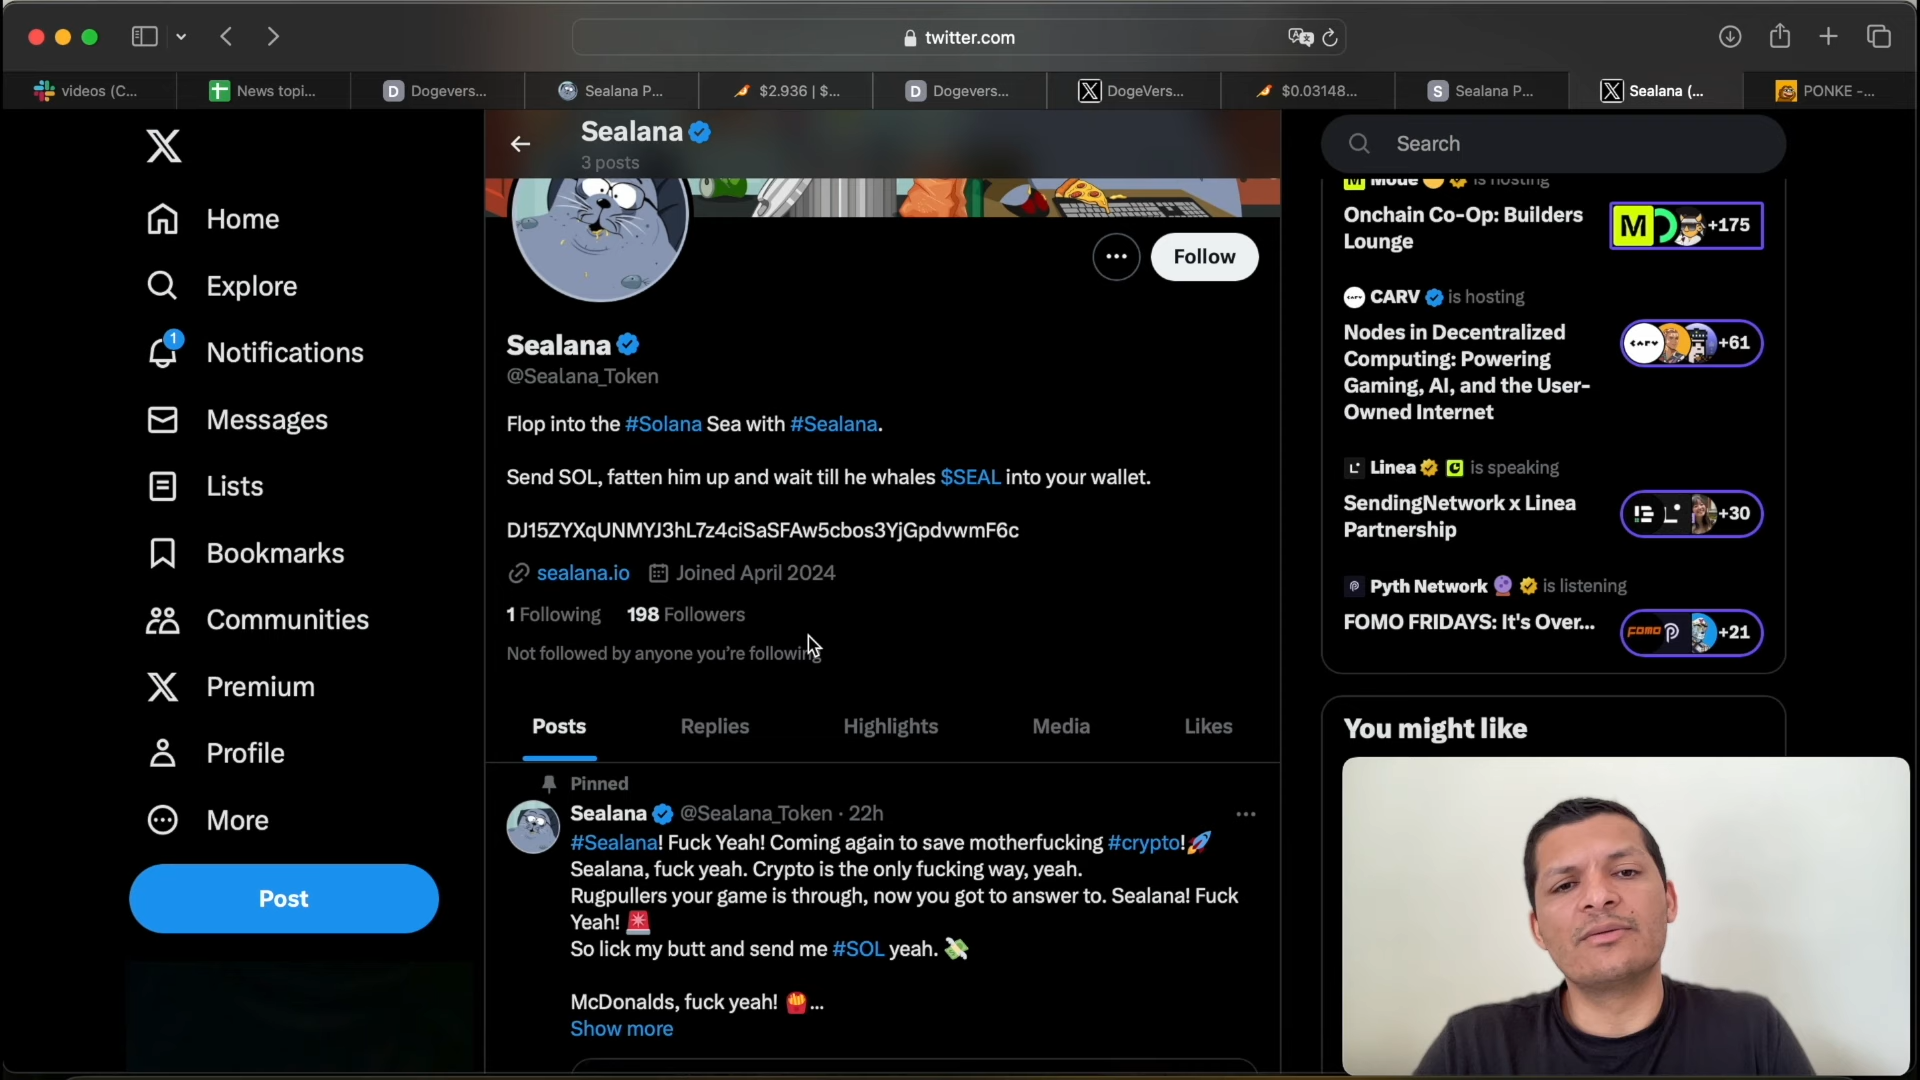 twitter.com
videos (C...
News topi...
Dogevers...
Sealana P...
$2.936 | $...
Dogevers...
DogeVers...
$0.03148...
Sealana P...
Sealana (...
PONKE -...
Home
Explore
1
Notifications
Messages
Lists
Bookmarks
Communities
Premium
Profile
More
Post
Sealana
3 posts
Follow
Sealana
@Sealana_Token
Flop into the #Solana Sea with #Sealana.
Send SOL, fatten him up and wait till he whales $SEAL into your wallet.
DJ15ZYXqUNMYJ3hL7z4ciSaSFAw5cbos3YjGpdvwmF6c
sealana.io Joined April 2024
1 Following 198 Followers
Not followed by anyone you're following
Posts Replies Highlights Media Likes
Pinned
Sealana @Sealana_Token · 22h
#Sealana! Fuck Yeah! Coming again to save motherfucking #crypto!🚀
Sealana, fuck yeah. Crypto is the only fucking way, yeah.
Rugpullers your game is through, now you got to answer to. Sealana! Fuck
Yeah! 🚨
So lick my butt and send me #SOL yeah. 💸
McDonalds, fuck yeah! 🍟...
Show more
Search
Mode is hosting
Onchain Co-Op: Builders
Lounge
+175
CARV is hosting
Nodes in Decentralized
Computing: Powering
Gaming, AI, and the User-
Owned Internet
+61
Linea is speaking
SendingNetwork x Linea
Partnership
+30
Pyth Network is listening
FOMO FRIDAYS: It's Over...
+21
You might like